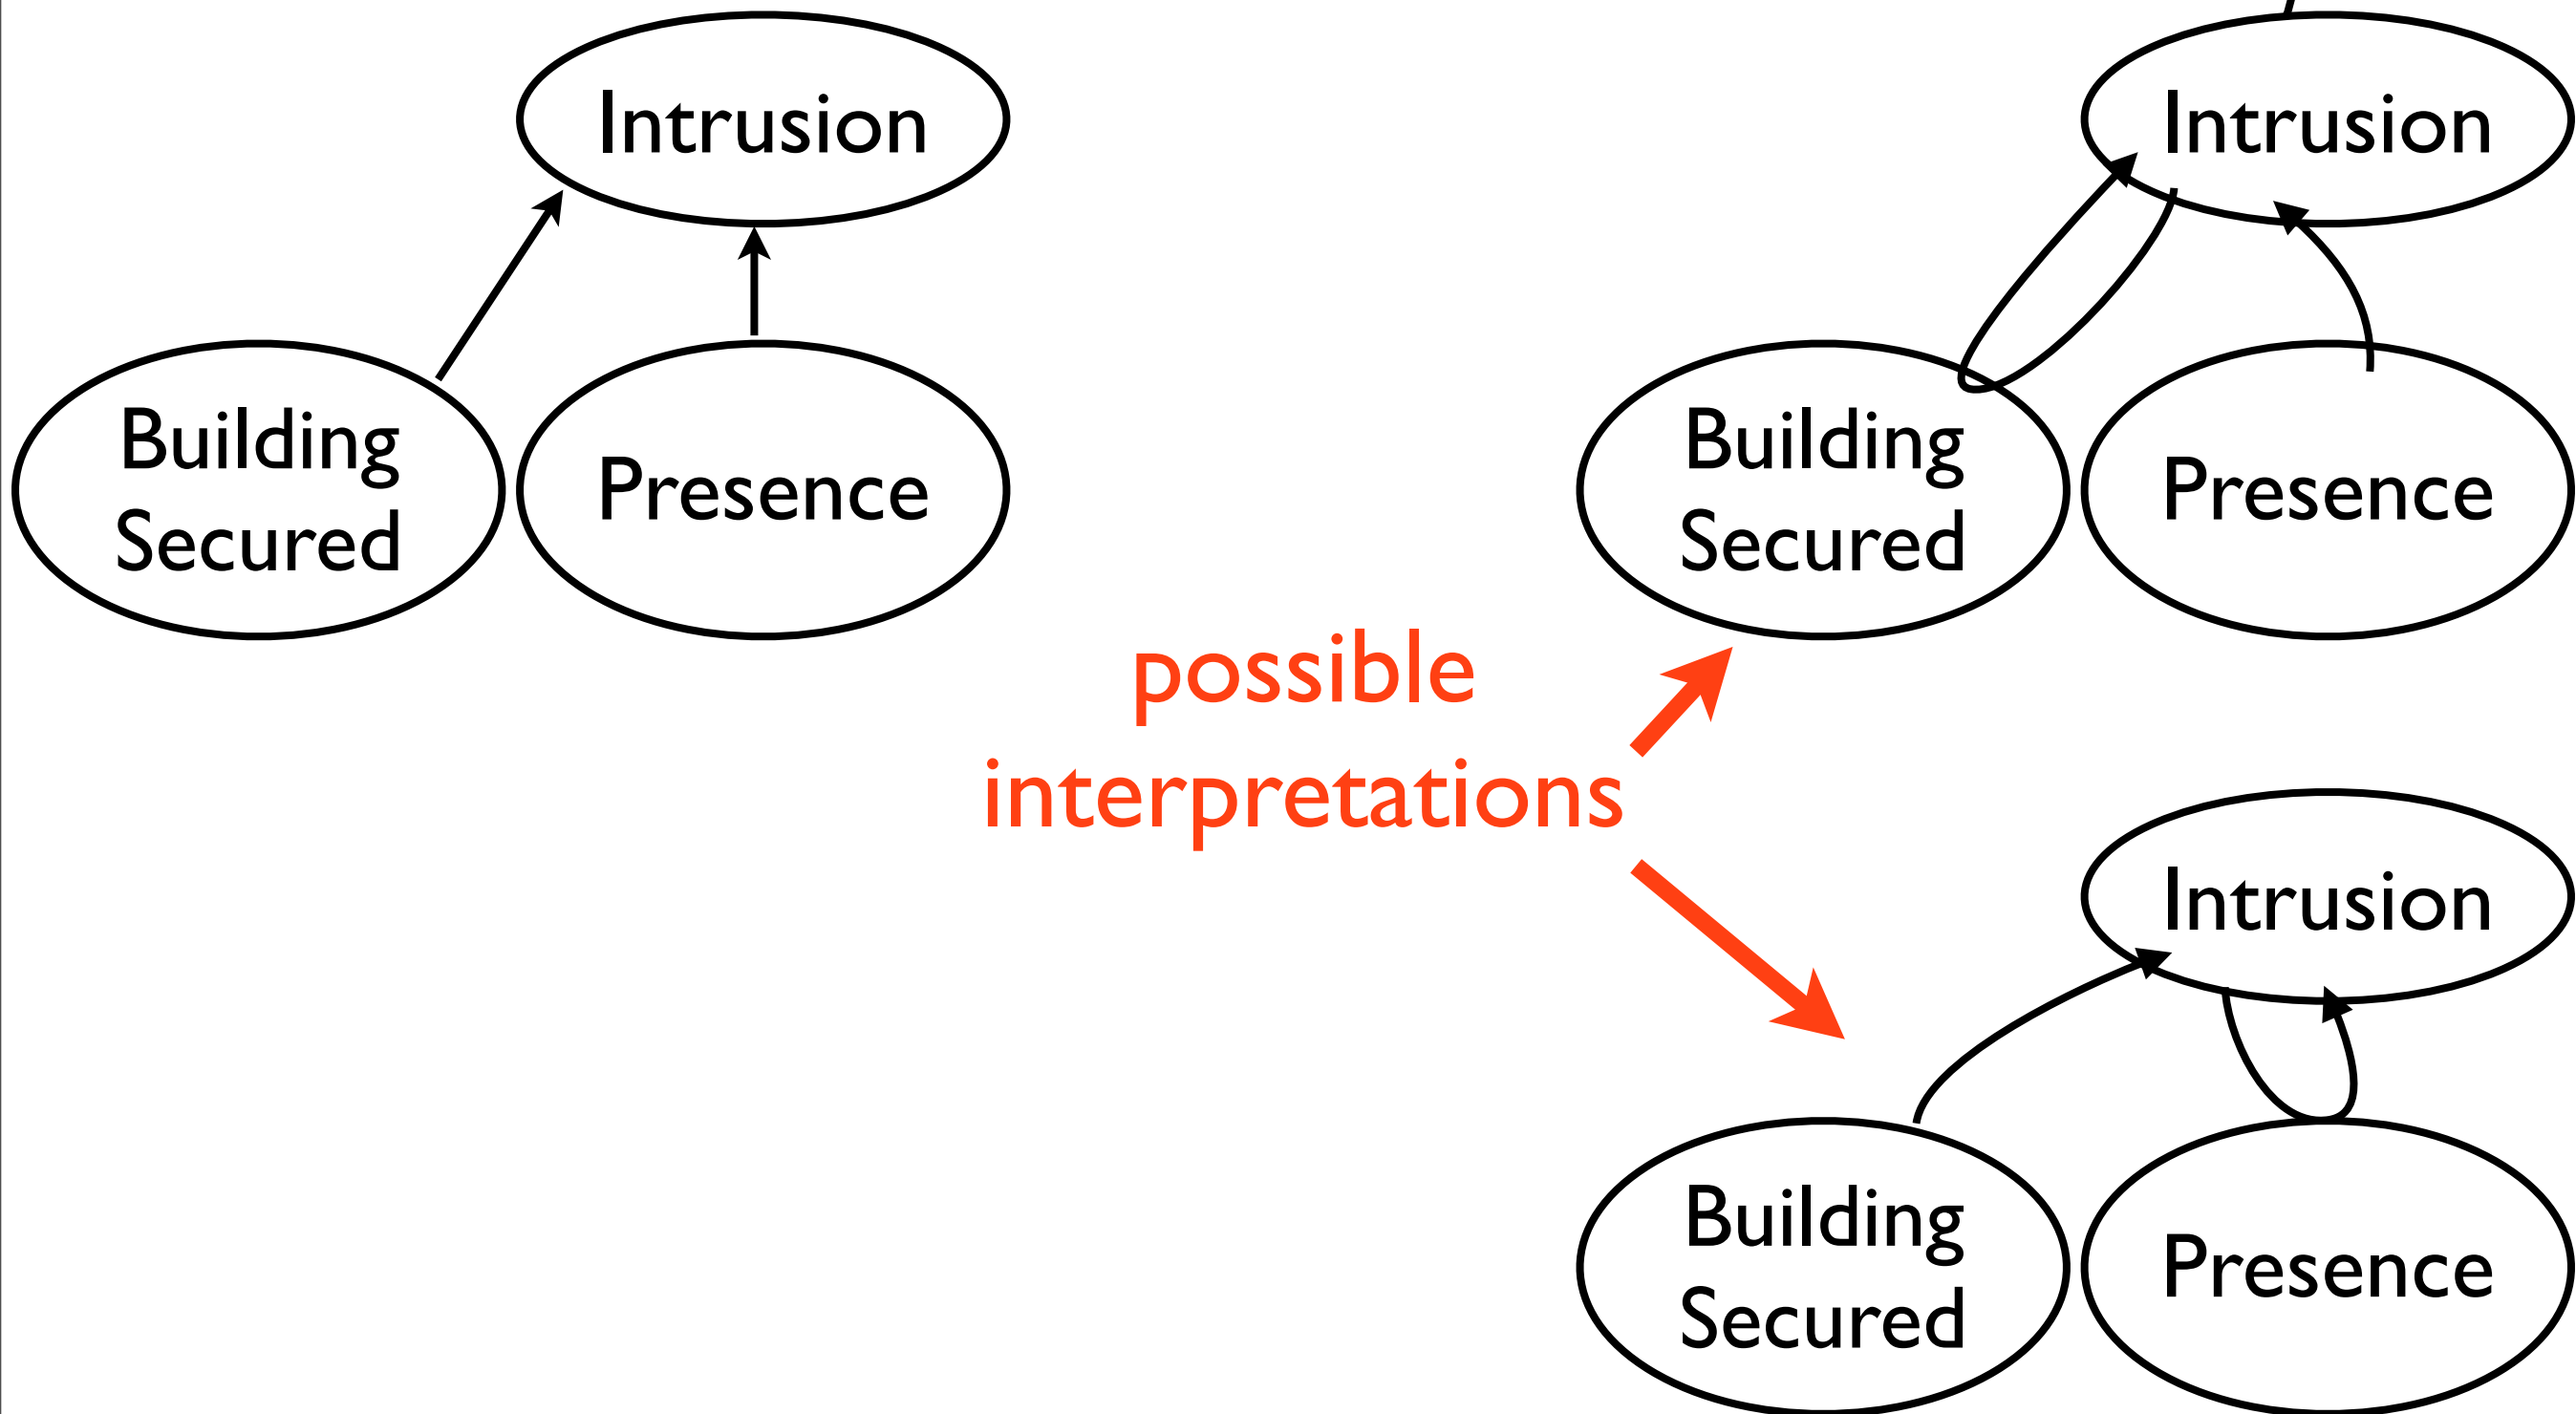 Intrusion
Building
Secured
Presence
Intrusion
Building
Secured
Presence
possible
interpretations
Intrusion
Building
Secured
Presence